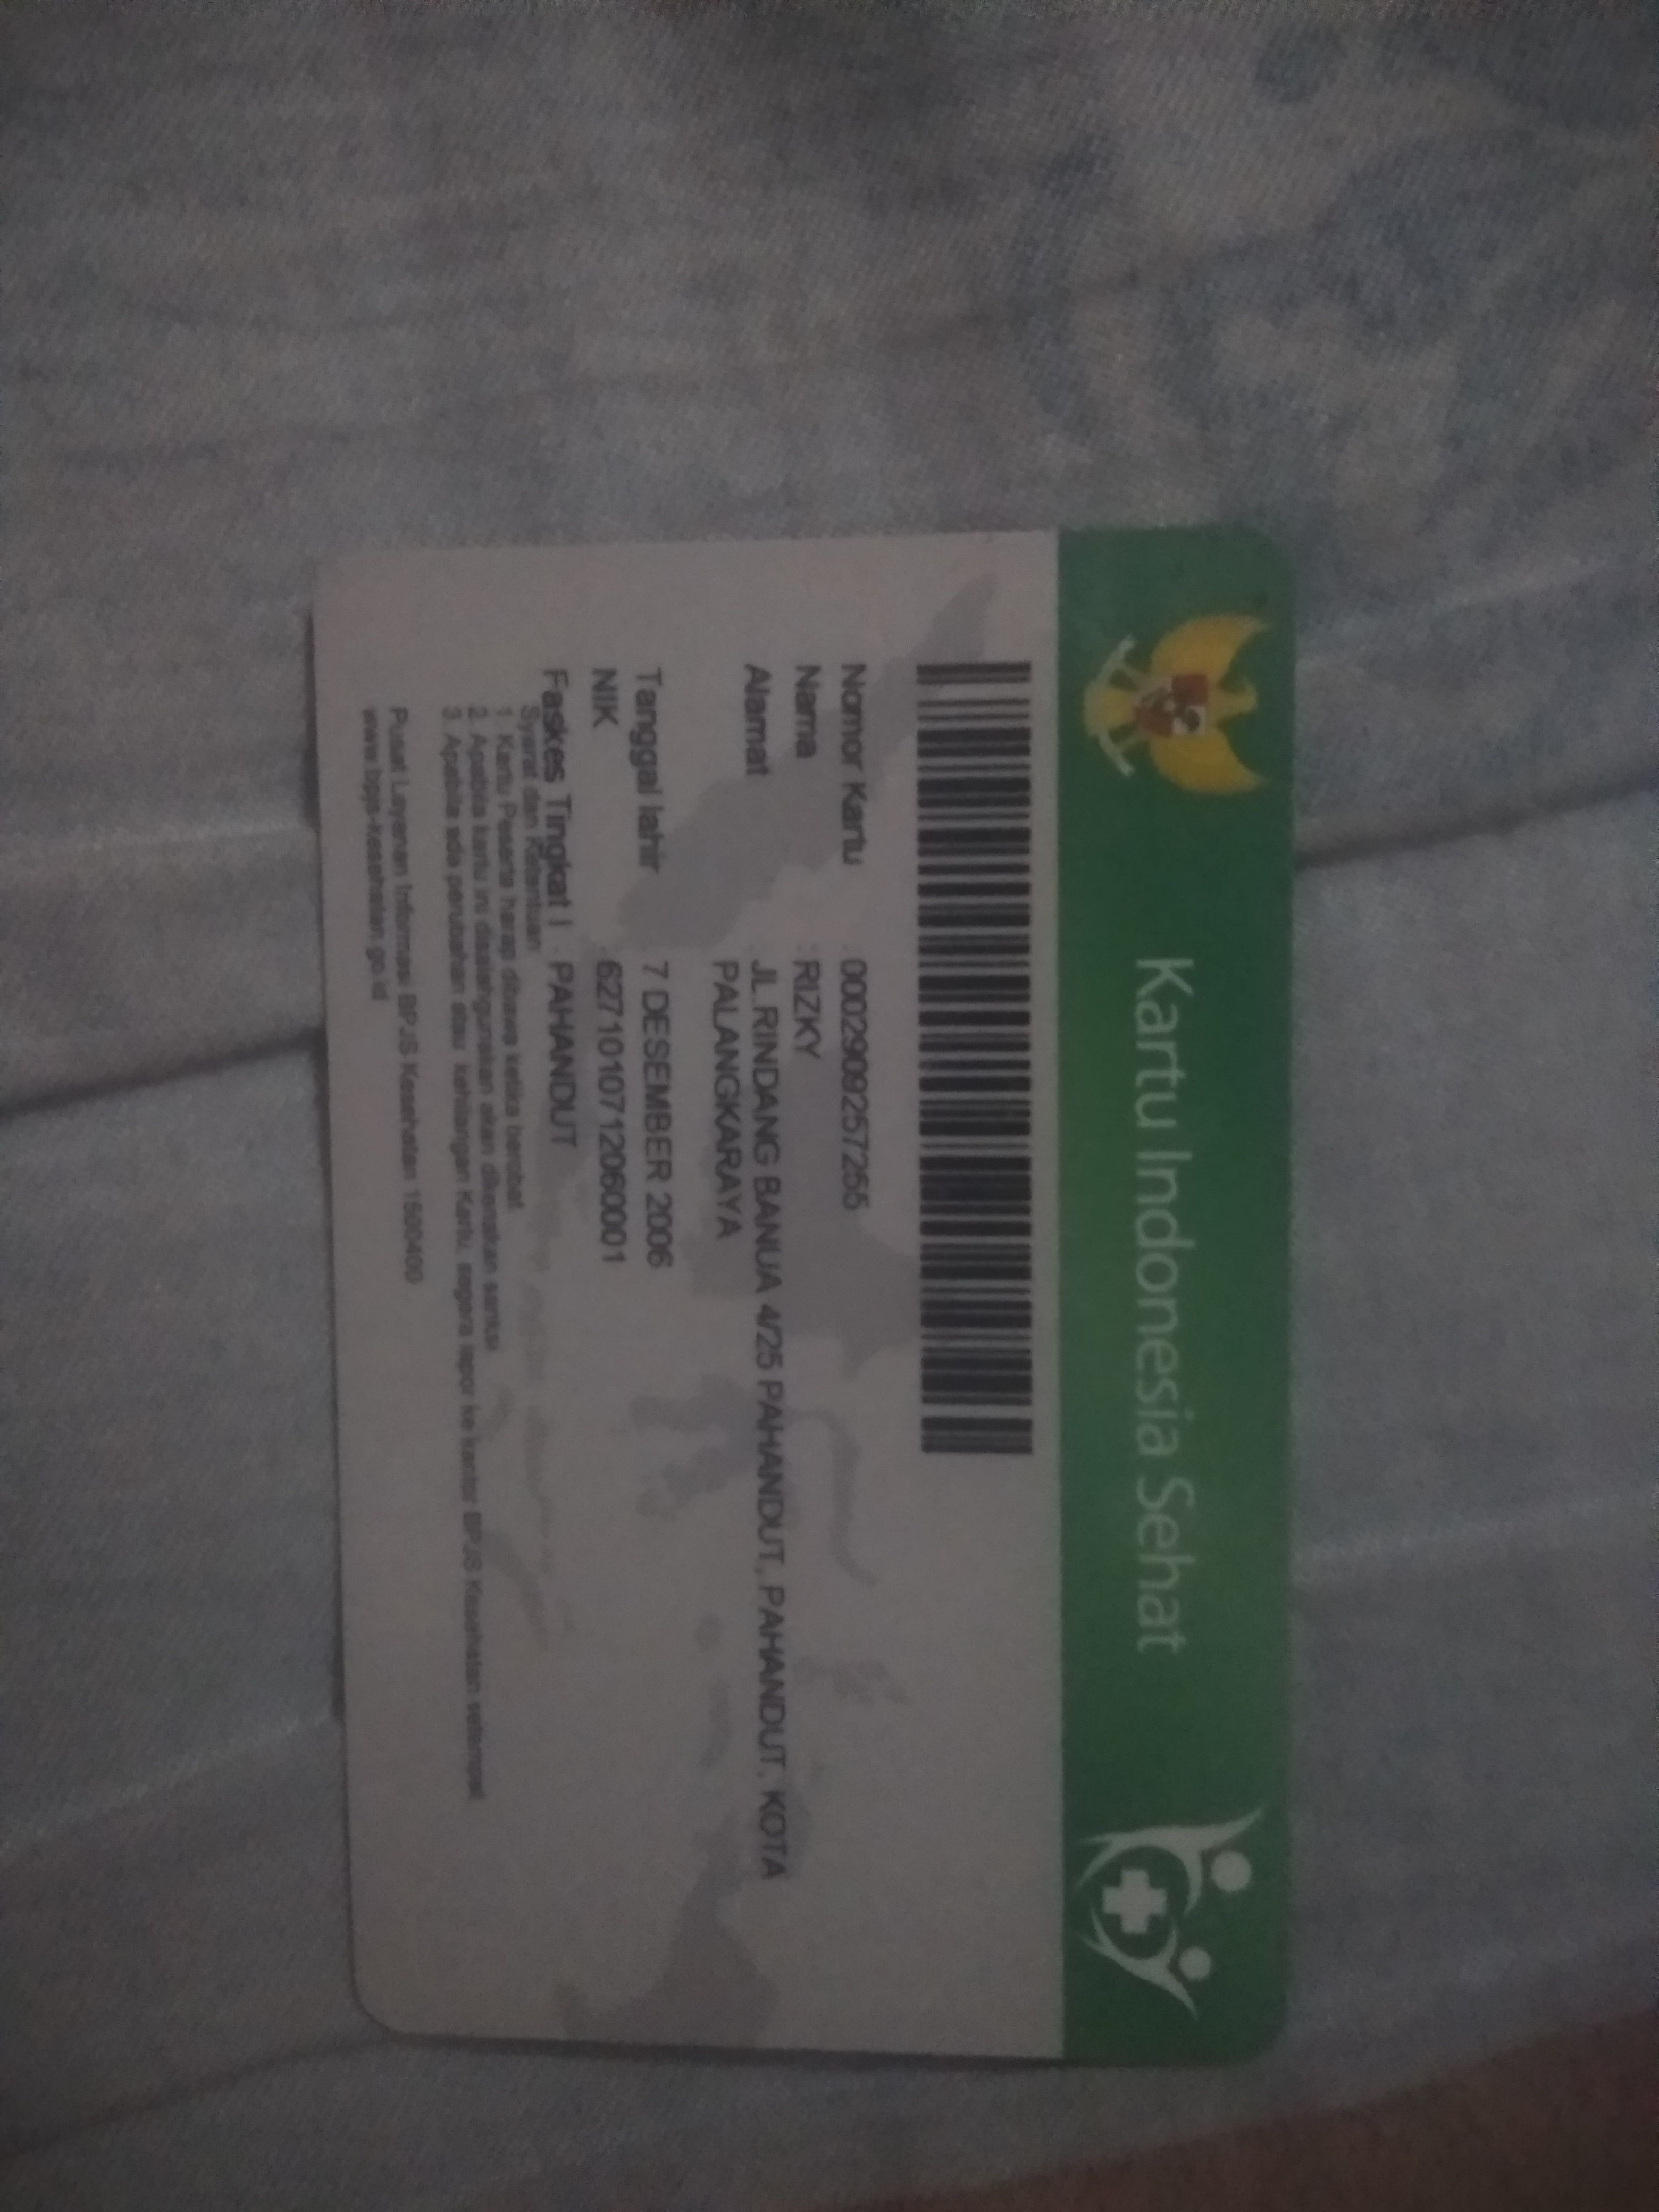 Kartu Indonesia Sehat
Nomor Kartu : 0002909257255
Nama : RIZKY
Alamat : JL.RINDANG BANUA 4/25 PAHANDUT, PAHANDUT, KOTA
PALANGKARAYA
Tanggal lahir : 7 DESEMBER 2006
NIK : 6271010712060001
Faskes Tingkat I : PAHANDUT
Syarat dan Ketentuan
1. Kartu Peserta harap dibawa ketika berobat
2. Apabila kartu ini disalahgunakan akan dikenakan sanksi
3. Apabila ada perubahan atau kehilangan Kartu, segera lapor ke kantor BPJS Kesehatan setempat
Pusat Layanan Informasi BPJS Kesehatan 1500400
www.bpjs-kesehatan.go.id